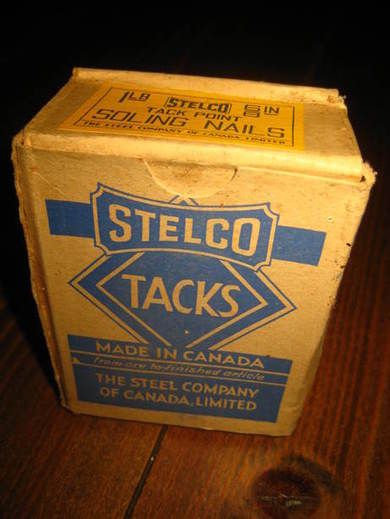 1 LB STELCO 6/8 IN
TACK POINT
SOLING NAILS
THE STEEL COMPANY OF CANADA, LIMITED
STELCO
TACKS
MADE IN CANADA
from ore to finished article
THE STEEL COMPANY
OF CANADA, LIMITED